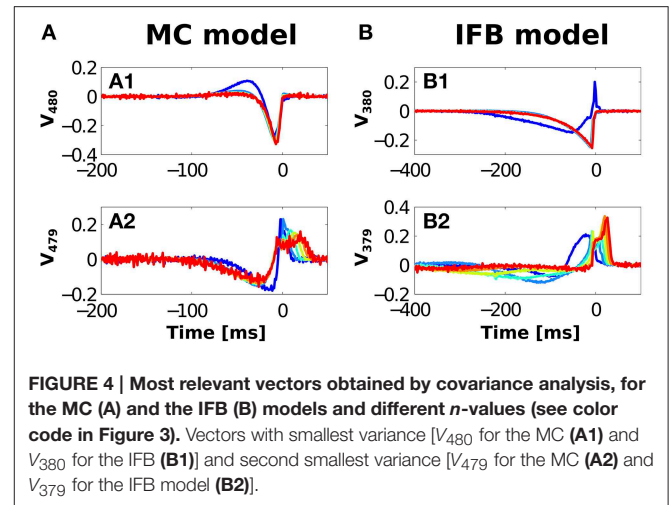 A MC model B IFB model
A1
B1
V480
V380
0.2
0
−0.2
−0.4
0.2
0
−0.2
−200 −100 0
−400 −200 0
A2
B2
V479
V379
0.2
0
−0.2
0.4
0.2
0
−0.2
−200 −100 0
−400 −200 0
Time [ms] Time [ms]
FIGURE 4 | Most relevant vectors obtained by covariance analysis, for
the MC (A) and the IFB (B) models and different n-values (see color
code in Figure 3). Vectors with smallest variance [V480 for the MC (A1) and
V380 for the IFB (B1)] and second smallest variance [V479 for the MC (A2) and
V379 for the IFB model (B2)].